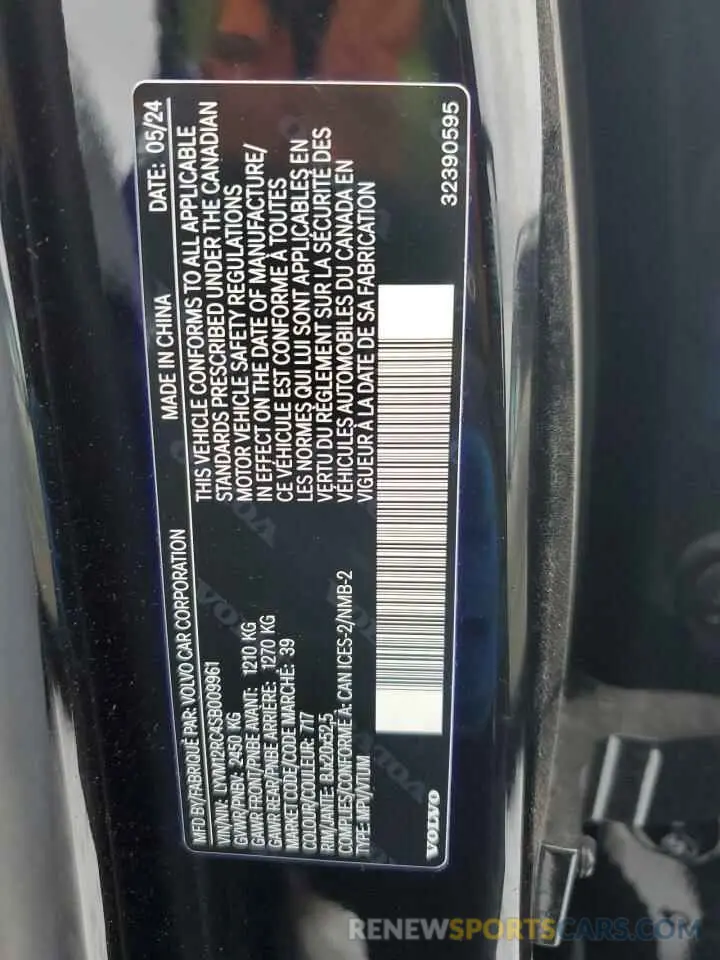 MFD BY/FABRIQUÉ PAR: VOLVO CAR CORPORATION MADE IN CHINA DATE: 05/24
VIN/NIV: LYVM12RC4SB009961
GVWR/PNBV: 2450 KG
GAWR FRONT/PNBE AVANT: 1210 KG
GAWR REAR/PNBE ARRIERE: 1270 KG
MARKET CODE/CODE MARCHE: 39
COLOUR/COULEUR: 717
RIM/JANTE: 8Jx20x52.5
COMPLIES/CONFORME A: CAN ICES-2/NMB-2
TYPE: MPV/VTUM
THIS VEHICLE CONFORMS TO ALL APPLICABLE
STANDARDS PRESCRIBED UNDER THE CANADIAN
MOTOR VEHICLE SAFETY REGULATIONS
IN EFFECT ON THE DATE OF MANUFACTURE/
CE VÉHICULE EST CONFORME À TOUTES
LES NORMES QUI LUI SONT APPLICABLES EN
VERTU DU RÈGLEMENT SUR LA SÉCURITÉ DES
VÉHICULES AUTOMOBILES DU CANADA EN
VIGUEUR À LA DATE DE SA FABRICATION
VOLVO
32390595
RENEWSPORTSCARS.COM